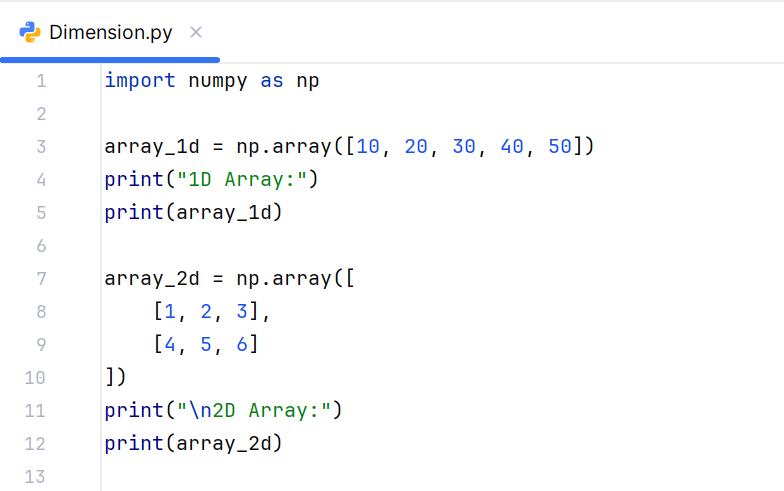 Dimension.py
1 import numpy as np
2
3 array_1d = np.array([10, 20, 30, 40, 50])
4 print("1D Array:")
5 print(array_1d)
6
7 array_2d = np.array([
8     [1, 2, 3],
9     [4, 5, 6]
10 ])
11 print("\n2D Array:")
12 print(array_2d)
13